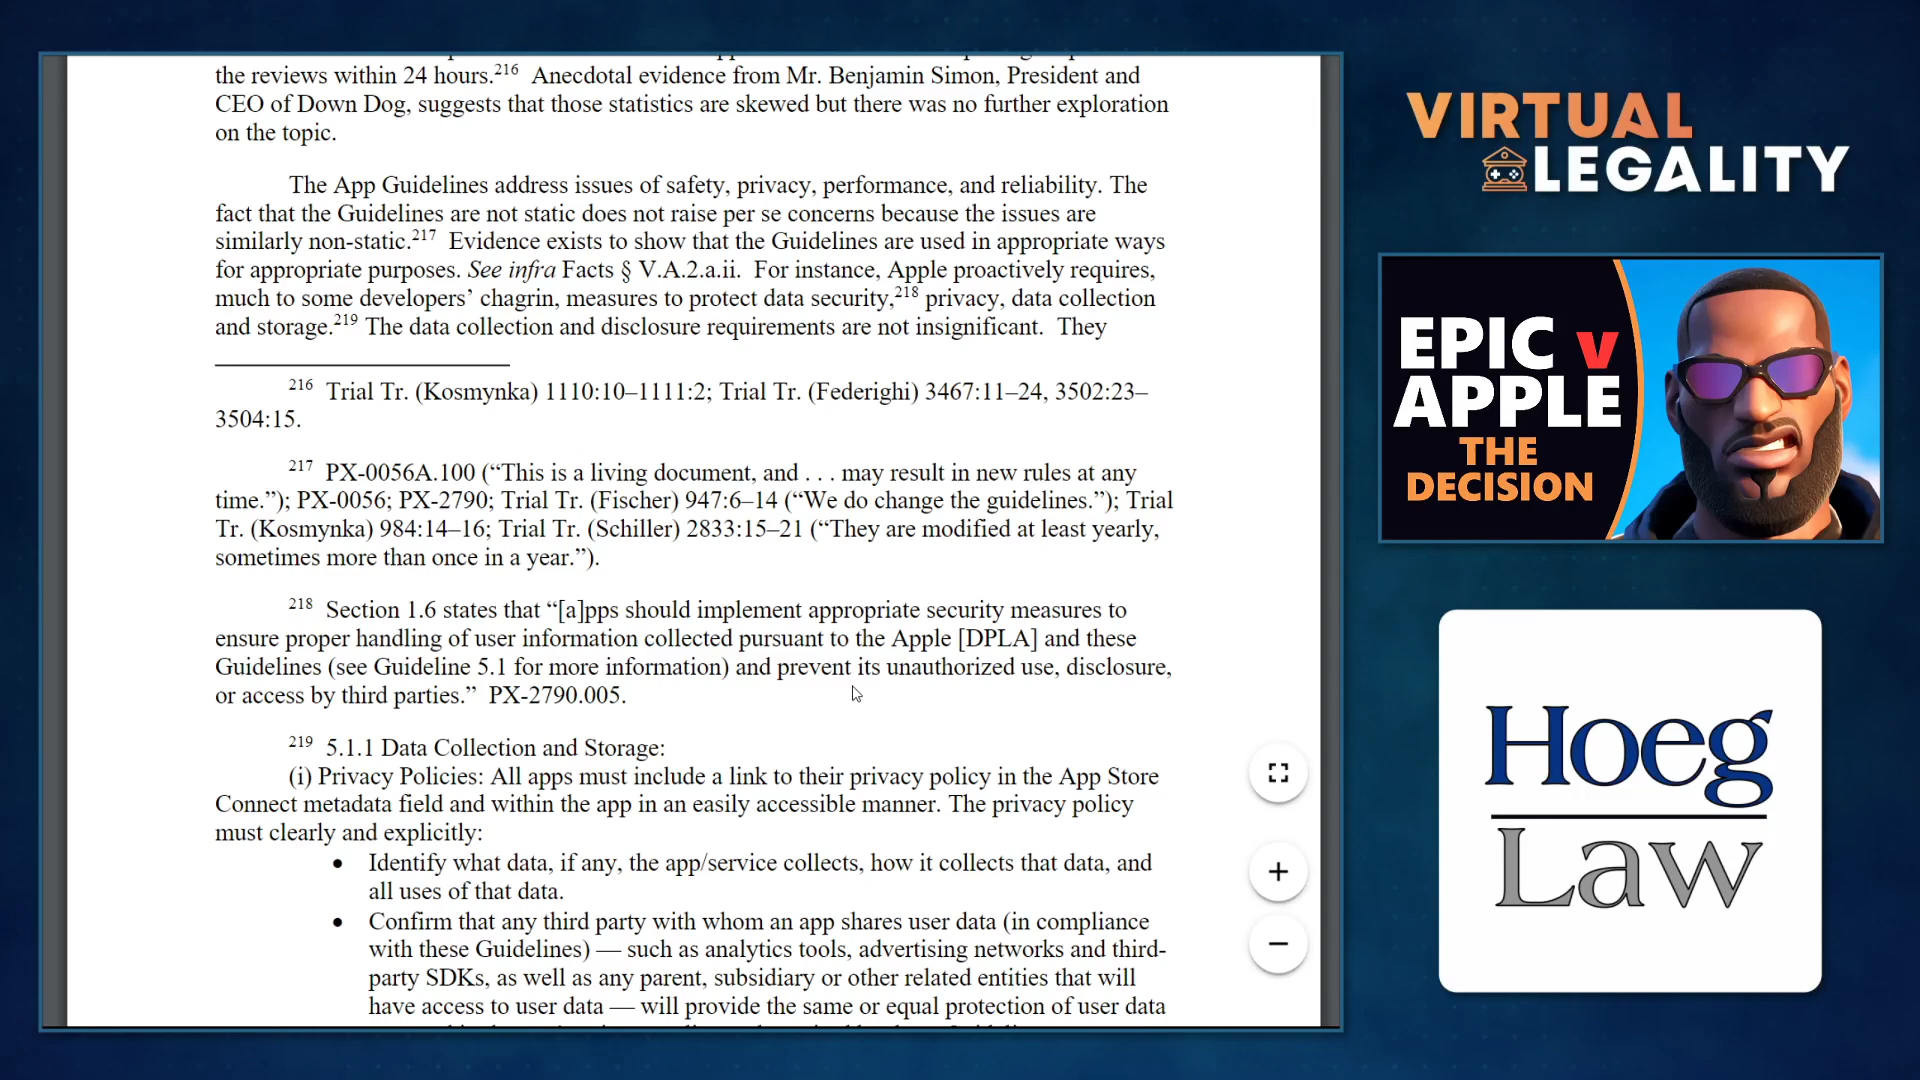 the reviews within 24 hours.216 Anecdotal evidence from Mr. Benjamin Simon, President and
CEO of Down Dog, suggests that those statistics are skewed but there was no further exploration
on the topic.
The App Guidelines address issues of safety, privacy, performance, and reliability. The
fact that the Guidelines are not static does not raise per se concerns because the issues are
similarly non-static.217 Evidence exists to show that the Guidelines are used in appropriate ways
for appropriate purposes. See infra Facts § V.A.2.a.ii. For instance, Apple proactively requires,
much to some developers’ chagrin, measures to protect data security,218 privacy, data collection
and storage.219 The data collection and disclosure requirements are not insignificant. They
216 Trial Tr. (Kosmynka) 1110:10–1111:2; Trial Tr. (Federighi) 3467:11–24, 3502:23–
3504:15.
217 PX-0056A.100 (“This is a living document, and . . . may result in new rules at any
time.”); PX-0056; PX-2790; Trial Tr. (Fischer) 947:6–14 (“We do change the guidelines.”); Trial
Tr. (Kosmynka) 984:14–16; Trial Tr. (Schiller) 2833:15–21 (“They are modified at least yearly,
sometimes more than once in a year.”).
218 Section 1.6 states that “[a]pps should implement appropriate security measures to
ensure proper handling of user information collected pursuant to the Apple [DPLA] and these
Guidelines (see Guideline 5.1 for more information) and prevent its unauthorized use, disclosure,
or access by third parties.” PX-2790.005.
219 5.1.1 Data Collection and Storage:
(i) Privacy Policies: All apps must include a link to their privacy policy in the App Store
Connect metadata field and within the app in an easily accessible manner. The privacy policy
must clearly and explicitly:
• Identify what data, if any, the app/service collects, how it collects that data, and
all uses of that data.
• Confirm that any third party with whom an app shares user data (in compliance
with these Guidelines) — such as analytics tools, advertising networks and third-
party SDKs, as well as any parent, subsidiary or other related entities that will
have access to user data — will provide the same or equal protection of user data
VIRTUAL
LEGALITY
EPIC v
APPLE
THE
DECISION
Hoeg
Law